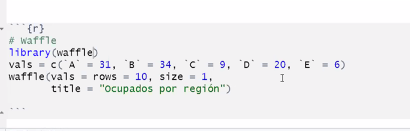 ```{r}
# Waffle
library(waffle)
vals = c(`A` = 31, `B` = 34, `C` = 9, `D` = 20, `E` = 6)
waffle(vals = rows = 10, size = 1,
title = "Ocupados por región")
```